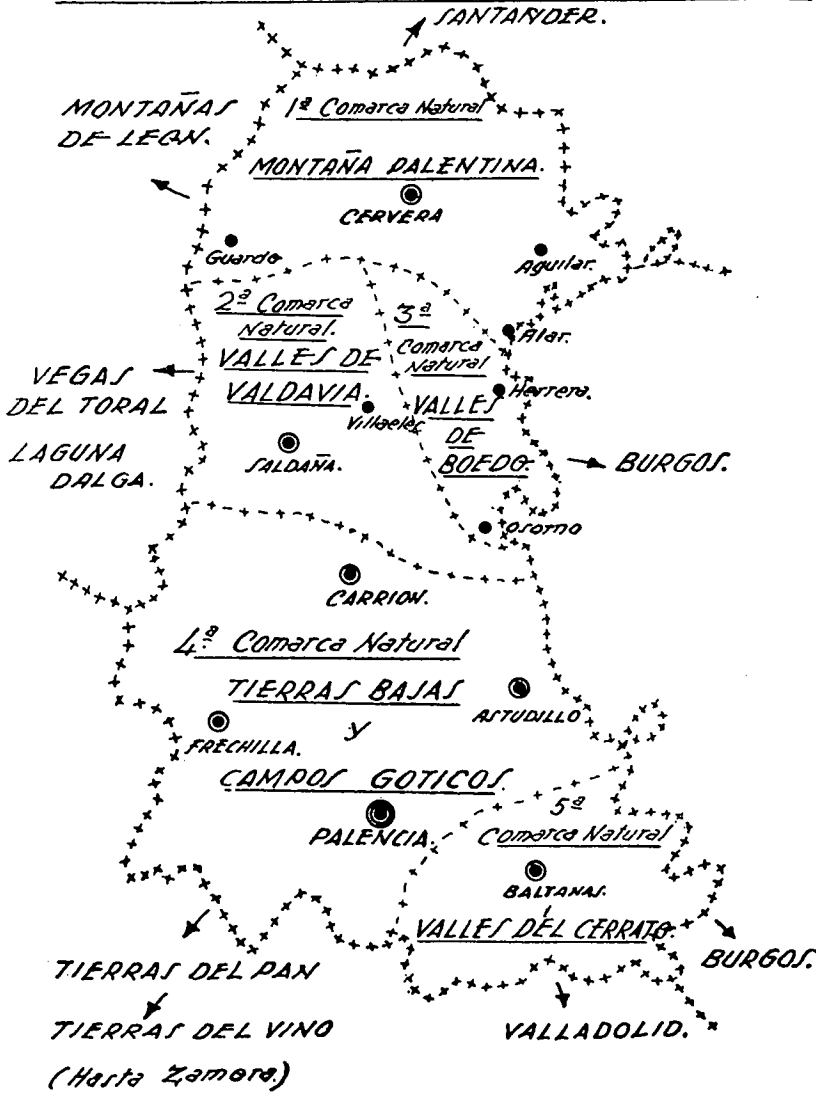 SANTANDER.
MONTAÑAS
DE LEON.
1ª Comarca Natural
MONTAÑA PALENTINA.
CERVERA
Guardo
Aguilar.
2ª Comarca
Natural.
VALLES DE
VALDAVIA.
3ª
Comarca
Natural
VALLES
DE
BOEDO.
Alar.
Herrera.
Villaelec
SALDAÑA.
VEGAS
DEL TORAL
LAGUNA
DALGA.
BURGOS.
Osorno
CARRION.
4.ª Comarca Natural
TIERRAS BAJAS
y
CAMPOS GOTICOS.
ASTUDILLO
FRECHILLA.
PALENCIA.
5ª
Comarca Natural
BALTANAS.
VALLES DEL CERRATO.
BURGOS.
TIERRAS DEL PAN
TIERRAS DEL VINO
(Hasta Zamora.)
VALLADOLID.